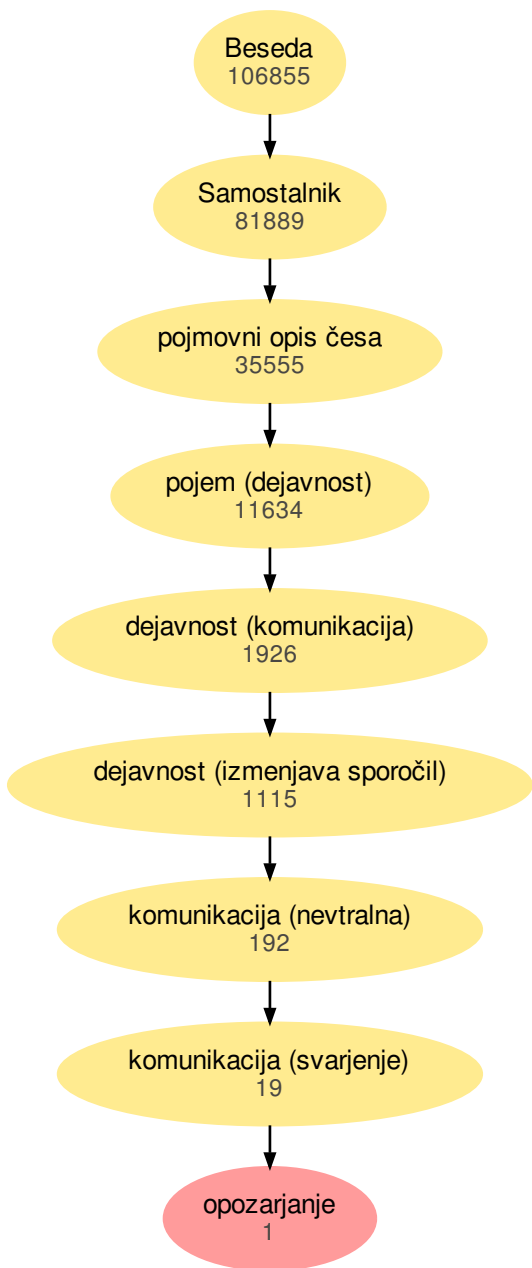 Beseda
106855
Samostalnik
81889
pojmovni opis česa
35555
pojem (dejavnost)
11634
dejavnost (komunikacija)
1926
dejavnost (izmenjava sporočil)
1115
komunikacija (nevtralna)
192
komunikacija (svarjenje)
19
opozarjanje
1